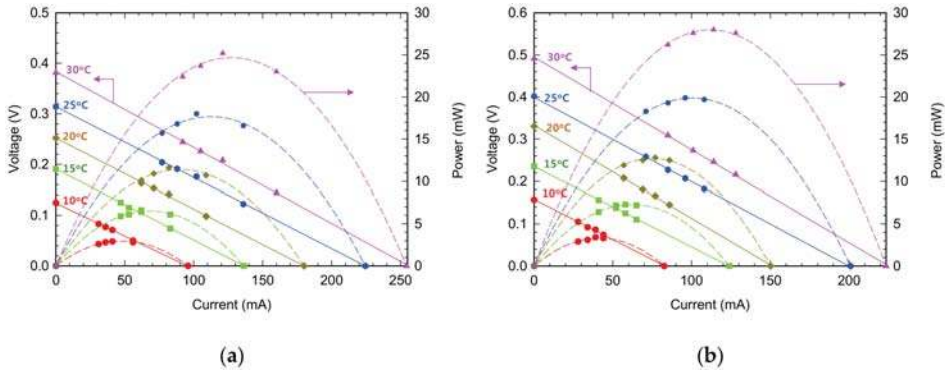 0.5
0.4
0.3
0.2
0.1
0.0
Voltage (V)
30
25
20
15
10
5
0
Power (mW)
0
50
100
150
200
250
Current (mA)
30°C
25°C
20°C
15°C
10°C
(a)
0.6
0.5
0.4
0.3
0.2
0.1
0.0
Voltage (V)
30
25
20
15
10
5
0
Power (mW)
0
50
100
150
200
Current (mA)
30°C
25°C
20°C
15°C
10°C
(b)